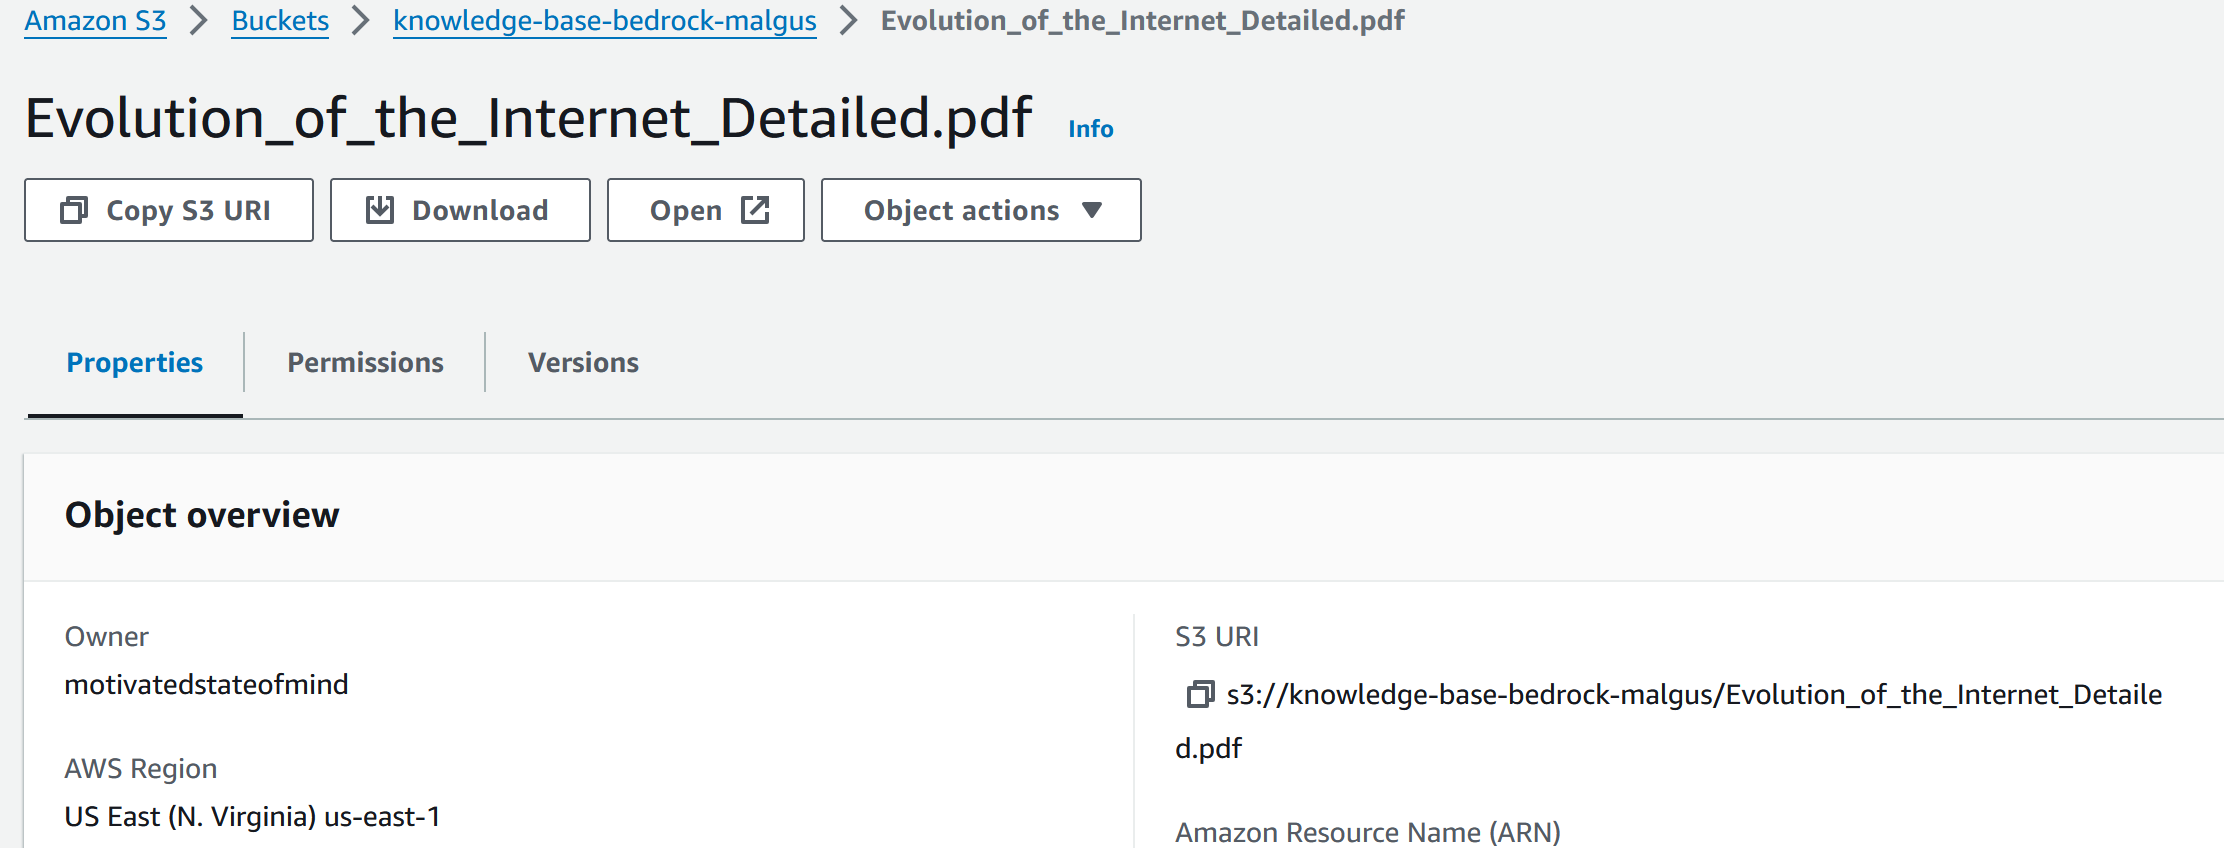 Amazon S3 > Buckets > knowledge-base-bedrock-malgus > Evolution_of_the_Internet_Detailed.pdf
Evolution_of_the_Internet_Detailed.pdf Info
Copy S3 URI Download Open Object actions
Properties Permissions Versions
Object overview
Owner
motivatedstateofmind
AWS Region
US East (N. Virginia) us-east-1
S3 URI
s3://knowledge-base-bedrock-malgus/Evolution_of_the_Internet_Detaile
d.pdf
Amazon Resource Name (ARN)